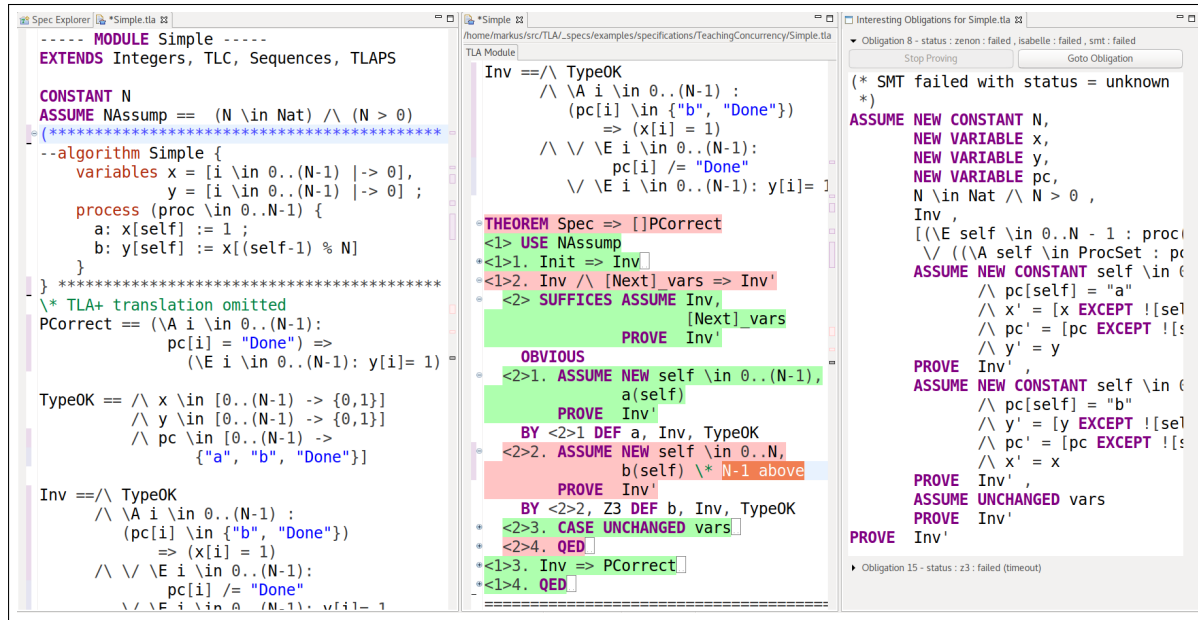 Spec Explorer *Simple.tla
----- MODULE Simple -----
EXTENDS Integers, TLC, Sequences, TLAPS
CONSTANT N
ASSUME NAssump ==  (N \in Nat) /\ (N > 0)
(*******************************************
--algorithm Simple {
variables x = [i \in 0..(N-1) |-> 0],
y = [i \in 0..(N-1) |-> 0] ;
process (proc \in 0..N-1) {
a: x[self] := 1 ;
b: y[self] := x[(self-1) % N]
}
} ******************************************
\* TLA+ translation omitted
PCorrect == (\A i \in 0..(N-1):
pc[i] = "Done") =>
(\E i \in 0..(N-1): y[i]= 1)
TypeOK == /\ x \in [0..(N-1) -> {0,1}]
/\ y \in [0..(N-1) -> {0,1}]
/\ pc \in [0..(N-1) ->
{"a", "b", "Done"}]
Inv ==/\ TypeOK
/\ \A i \in 0..(N-1) :
(pc[i] \in {"b", "Done"})
=> (x[i] = 1)
/\ \/ \E i \in 0..(N-1):
pc[i] /= "Done"
\/ \E i \in 0..(N-1): y[i]= 1
*Simple
/home/markus/src/TLA/_specs/examples/specifications/TeachingConcurrency/Simple.tla
TLA Module
Inv ==/\ TypeOK
/\ \A i \in 0..(N-1) :
(pc[i] \in {"b", "Done"})
=> (x[i] = 1)
/\ \/ \E i \in 0..(N-1):
pc[i] /= "Done"
\/ \E i \in 0..(N-1): y[i]= 1
THEOREM Spec => []PCorrect
<1> USE NAssump
<1>1. Init => Inv
<1>2. Inv /\ [Next]_vars => Inv'
<2> SUFFICES ASSUME Inv,
[Next]_vars
PROVE  Inv'
OBVIOUS
<2>1. ASSUME NEW self \in 0..(N-1),
a(self)
PROVE  Inv'
BY <2>1 DEF a, Inv, TypeOK
<2>2. ASSUME NEW self \in 0..N,
b(self) \* N-1 above
PROVE  Inv'
BY <2>2, Z3 DEF b, Inv, TypeOK
<2>3. CASE UNCHANGED vars
<2>4. QED
<1>3. Inv => PCorrect
<1>4. QED
======================================
Interesting Obligations for Simple.tla
Obligation 8 - status : zenon : failed , isabelle : failed , smt : failed
Stop Proving Goto Obligation
(* SMT failed with status = unknown
*)
ASSUME NEW CONSTANT N,
NEW VARIABLE x,
NEW VARIABLE y,
NEW VARIABLE pc,
N \in Nat /\ N > 0 ,
Inv ,
[(\E self \in 0..N - 1 : proc(
\/ ((\A self \in ProcSet : pc
ASSUME NEW CONSTANT self \in 0
/\ pc[self] = "a"
/\ x' = [x EXCEPT ![sel
/\ pc' = [pc EXCEPT ![s
/\ y' = y
PROVE  Inv' ,
ASSUME NEW CONSTANT self \in 0
/\ pc[self] = "b"
/\ y' = [y EXCEPT ![sel
/\ pc' = [pc EXCEPT ![s
/\ x' = x
PROVE  Inv' ,
ASSUME UNCHANGED vars
PROVE  Inv'
PROVE  Inv'
Obligation 15 - status : z3 : failed (timeout)